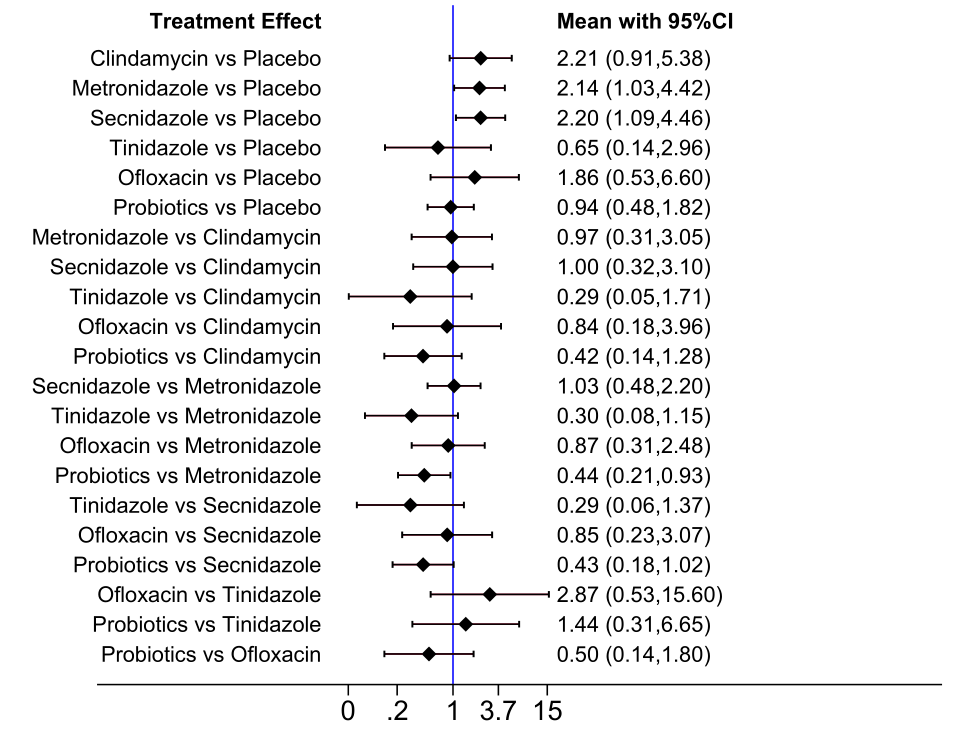 Treatment Effect Mean with 95%CI
Clindamycin vs Placebo 2.21 (0.91,5.38)
Metronidazole vs Placebo 2.14 (1.03,4.42)
Secnidazole vs Placebo 2.20 (1.09,4.46)
Tinidazole vs Placebo 0.65 (0.14,2.96)
Ofloxacin vs Placebo 1.86 (0.53,6.60)
Probiotics vs Placebo 0.94 (0.48,1.82)
Metronidazole vs Clindamycin 0.97 (0.31,3.05)
Secnidazole vs Clindamycin 1.00 (0.32,3.10)
Tinidazole vs Clindamycin 0.29 (0.05,1.71)
Ofloxacin vs Clindamycin 0.84 (0.18,3.96)
Probiotics vs Clindamycin 0.42 (0.14,1.28)
Secnidazole vs Metronidazole 1.03 (0.48,2.20)
Tinidazole vs Metronidazole 0.30 (0.08,1.15)
Ofloxacin vs Metronidazole 0.87 (0.31,2.48)
Probiotics vs Metronidazole 0.44 (0.21,0.93)
Tinidazole vs Secnidazole 0.29 (0.06,1.37)
Ofloxacin vs Secnidazole 0.85 (0.23,3.07)
Probiotics vs Secnidazole 0.43 (0.18,1.02)
Ofloxacin vs Tinidazole 2.87 (0.53,15.60)
Probiotics vs Tinidazole 1.44 (0.31,6.65)
Probiotics vs Ofloxacin 0.50 (0.14,1.80)
0 .2 1 3.7 15